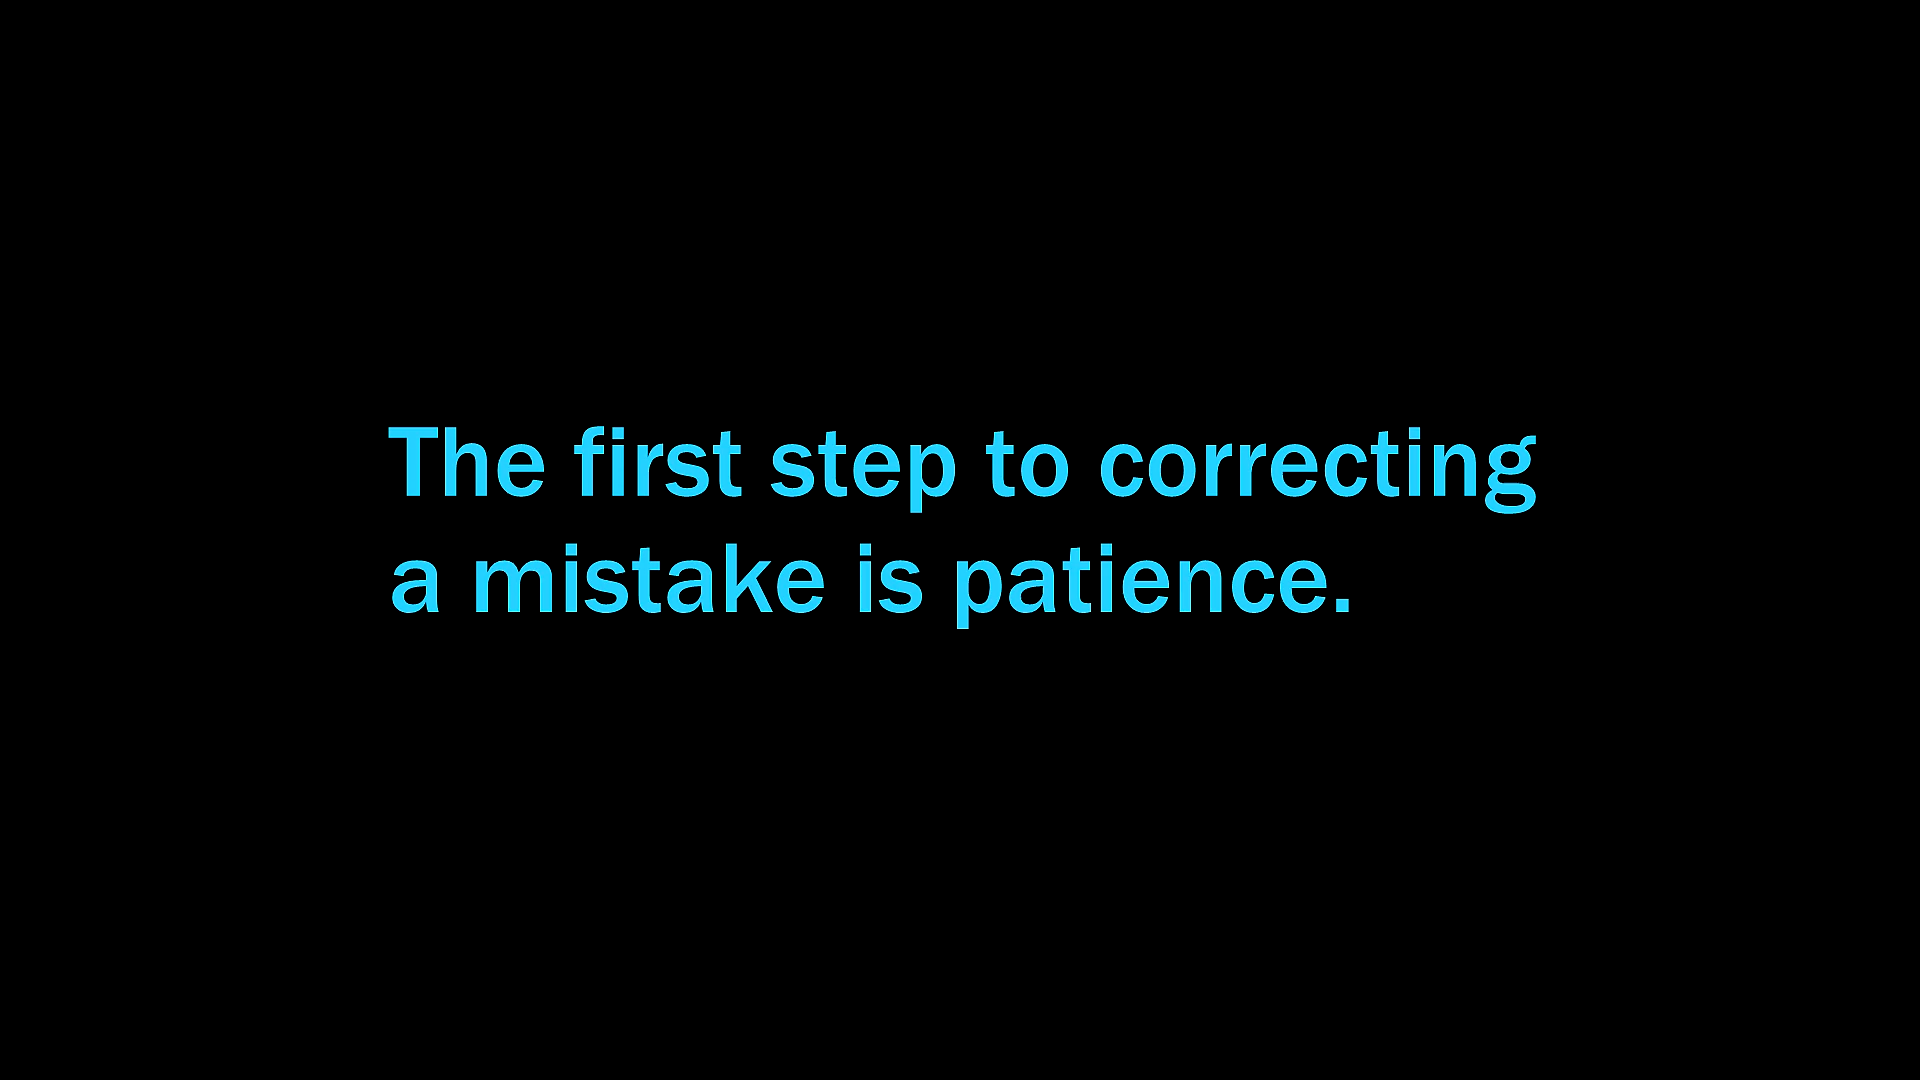 The first step to correcting
a mistake is patience.